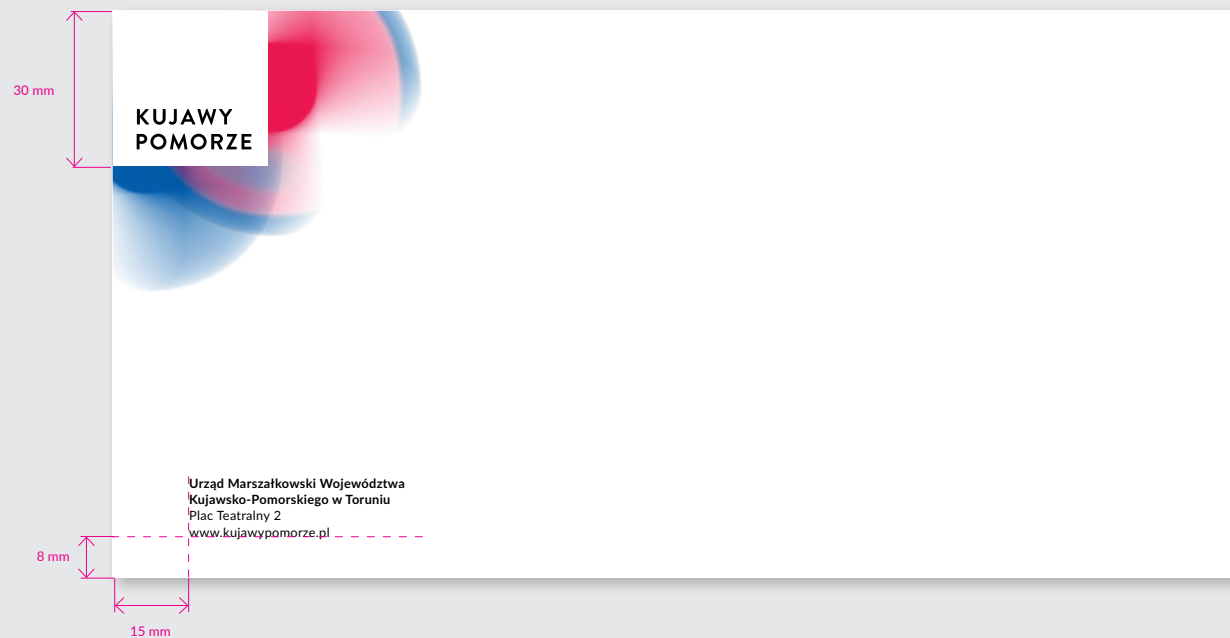 30 mm
KUJAWY
POMORZE
Urząd Marszałkowski Województwa
Kujawsko-Pomorskiego w Toruniu
Plac Teatralny 2
www.kujawypomorze.pl
8 mm
15 mm